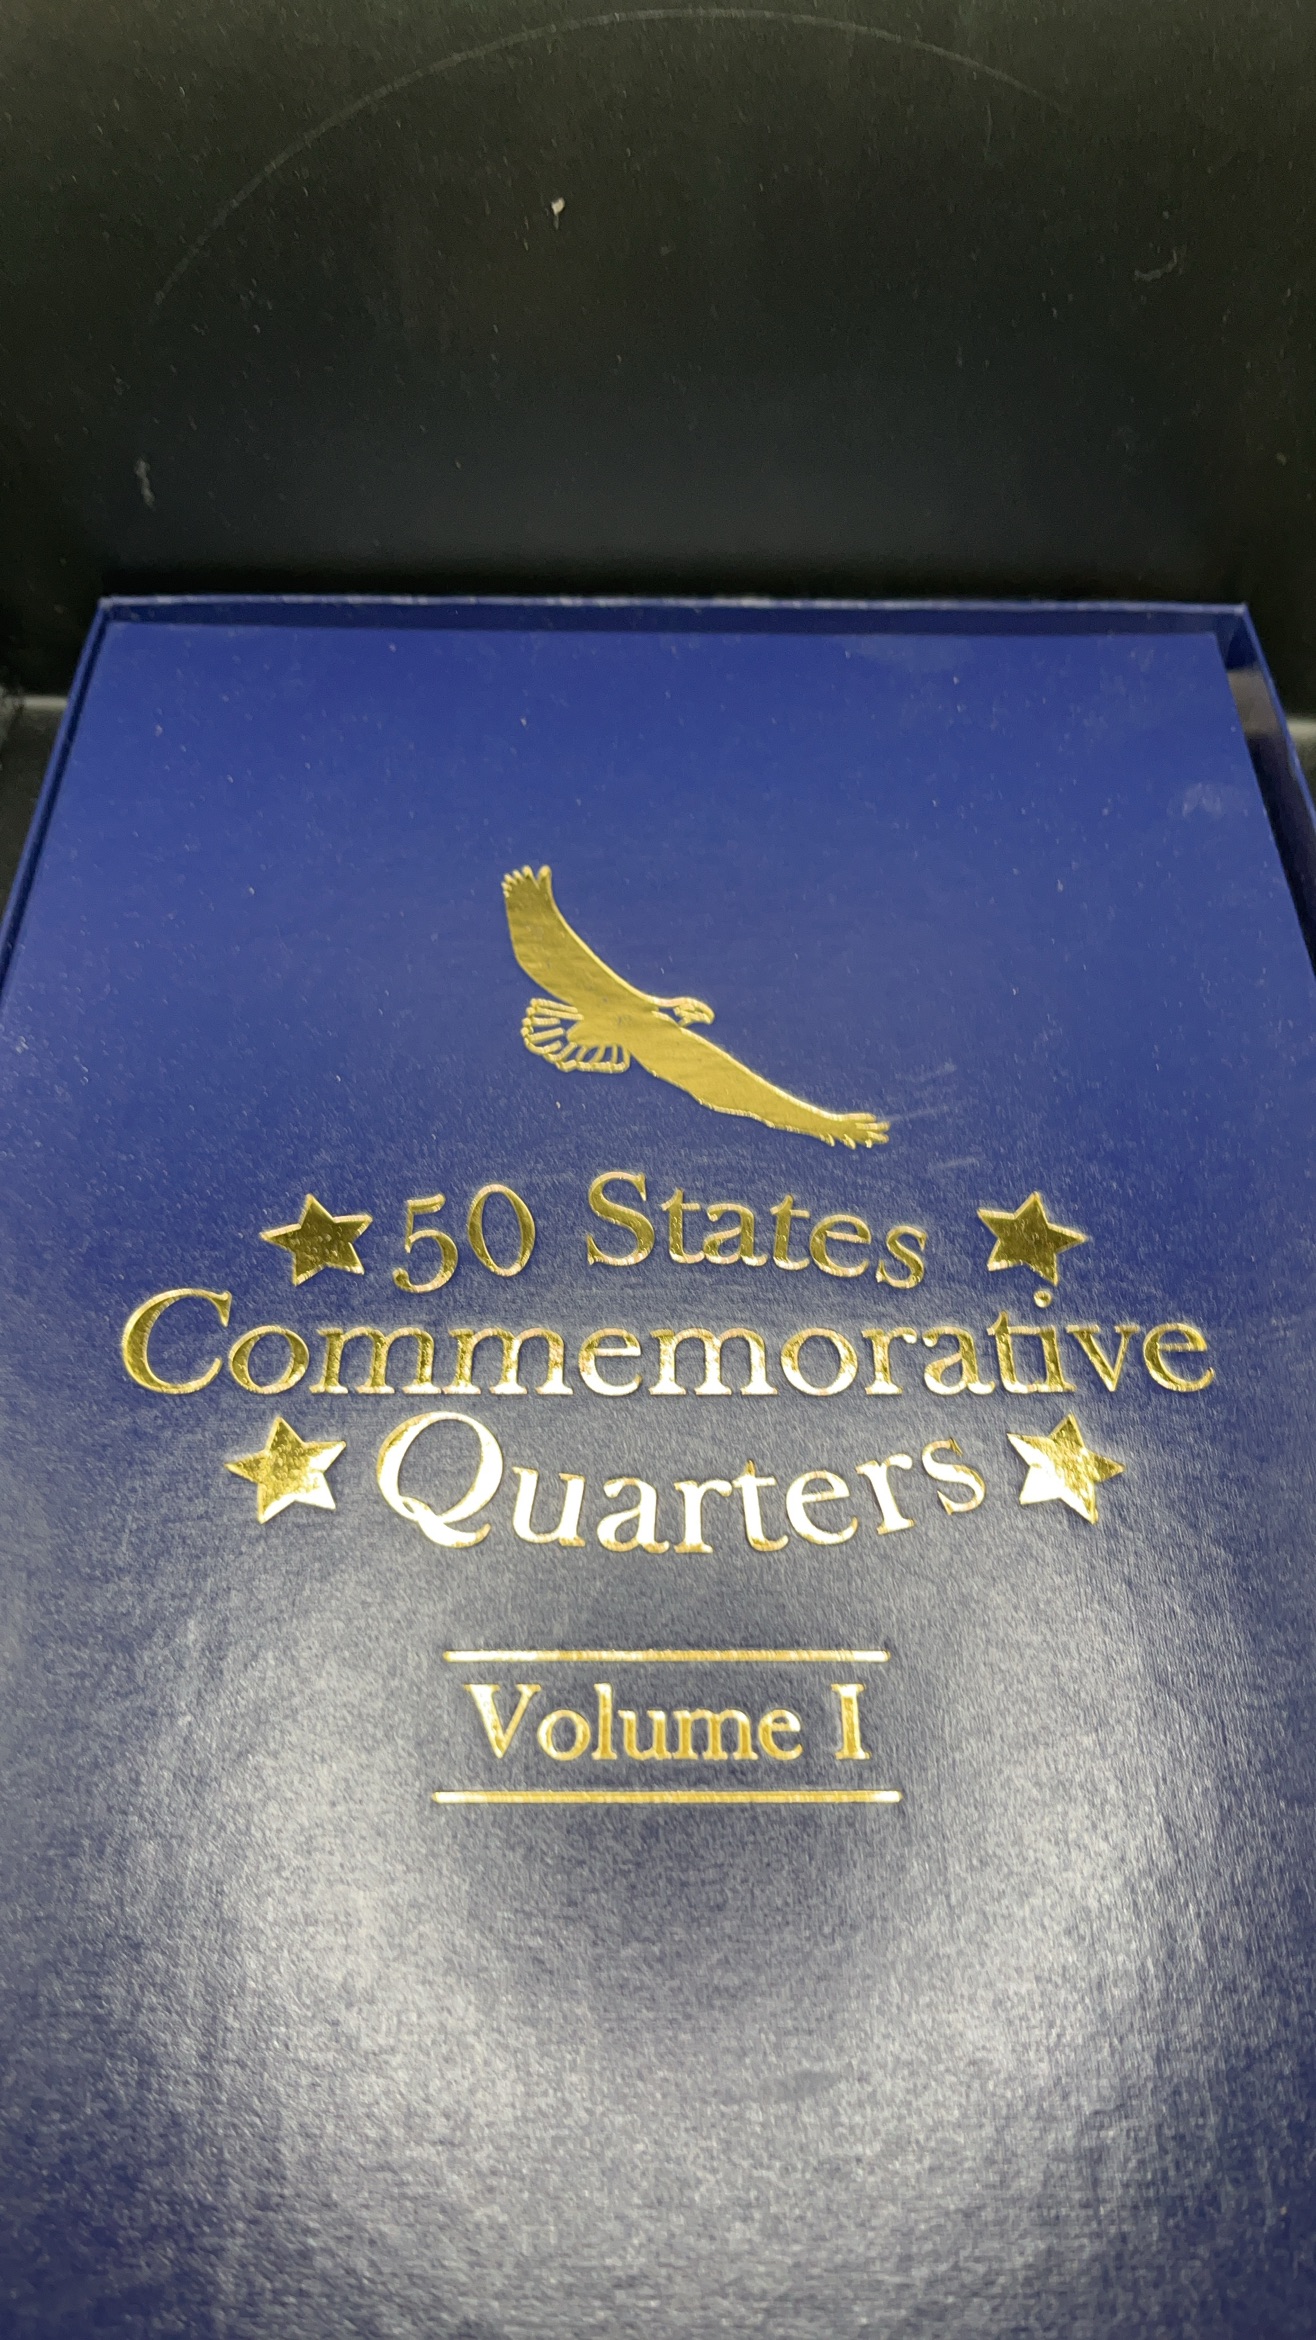 50 States
Commemorative
Quarters
Volume I